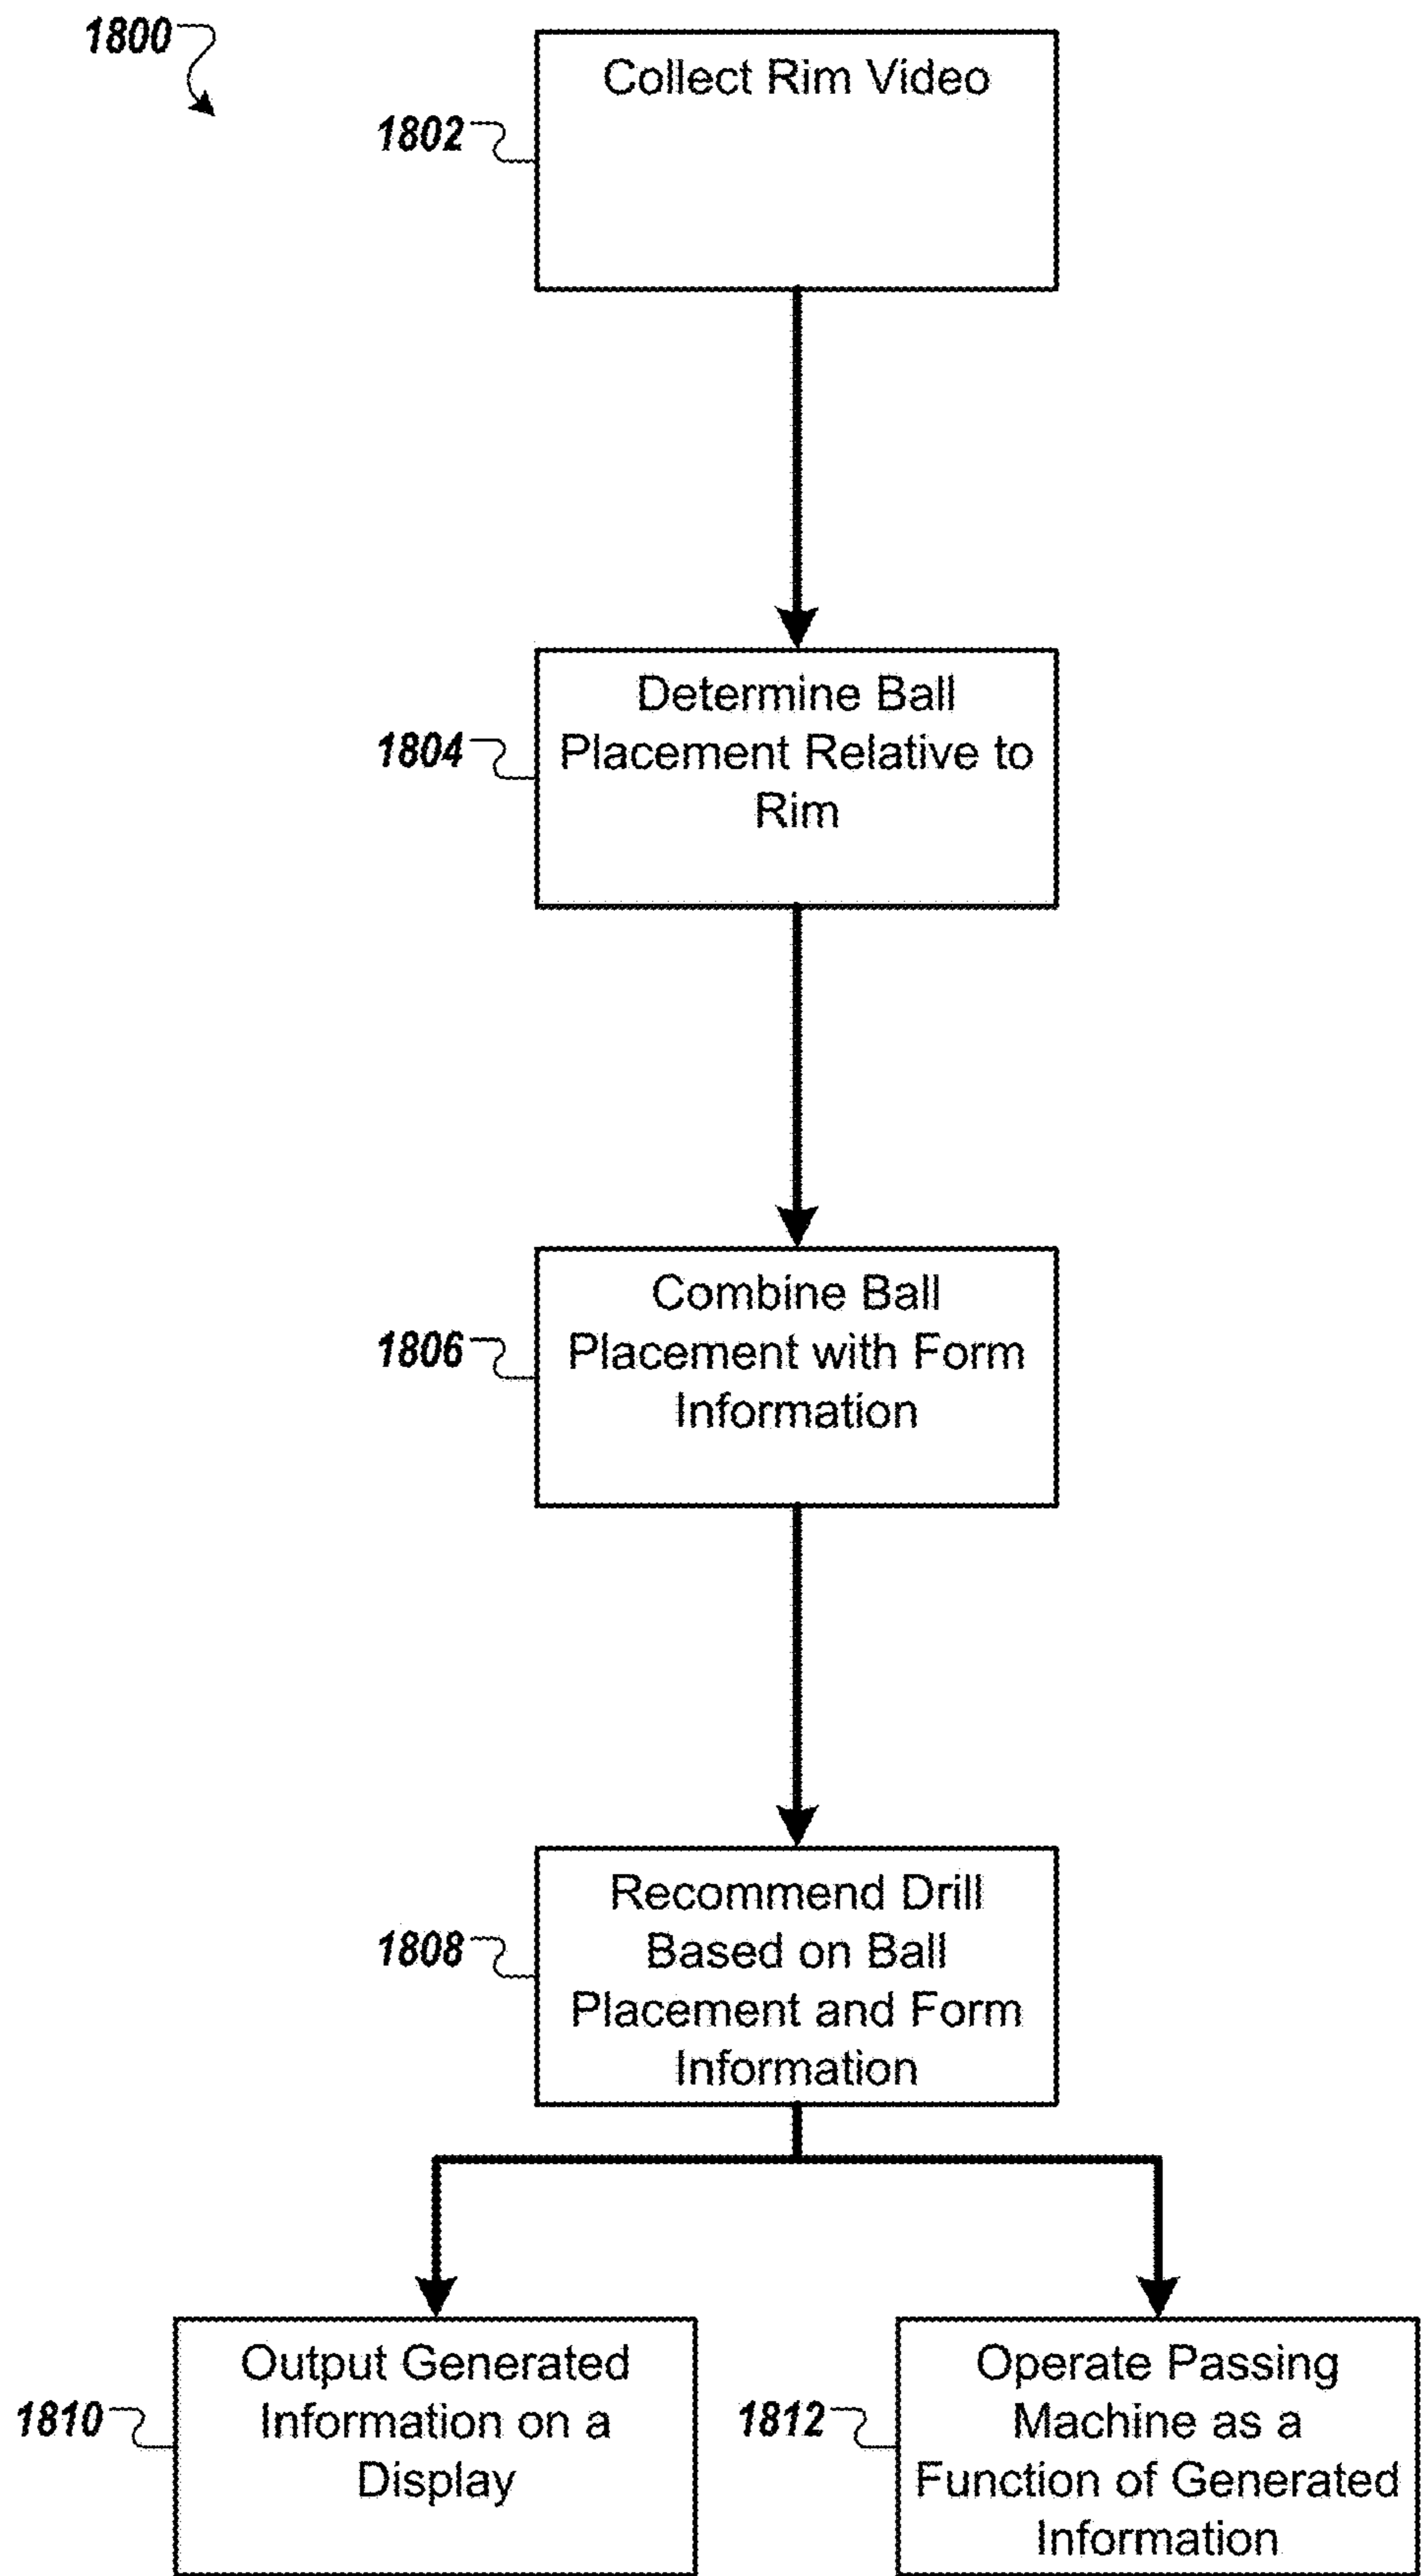 1800
Collect Rim Video
1802
Determine Ball
Placement Relative to
Rim
1804
Combine Ball
Placement with Form
Information
1806
Recommend Drill
Based on Ball
Placement and Form
Information
1808
Output Generated
Information on a
Display
1810
Operate Passing
Machine as a
Function of Generated
Information
1812